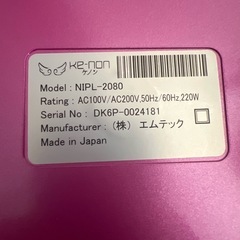 Ke-non
ケノン
Model : NIPL-2080
Rating : AC100V/AC200V,50Hz/60Hz,220W
Serial No : DK6P-0024181
Manufacturer : (株) エムテック
Made in Japan